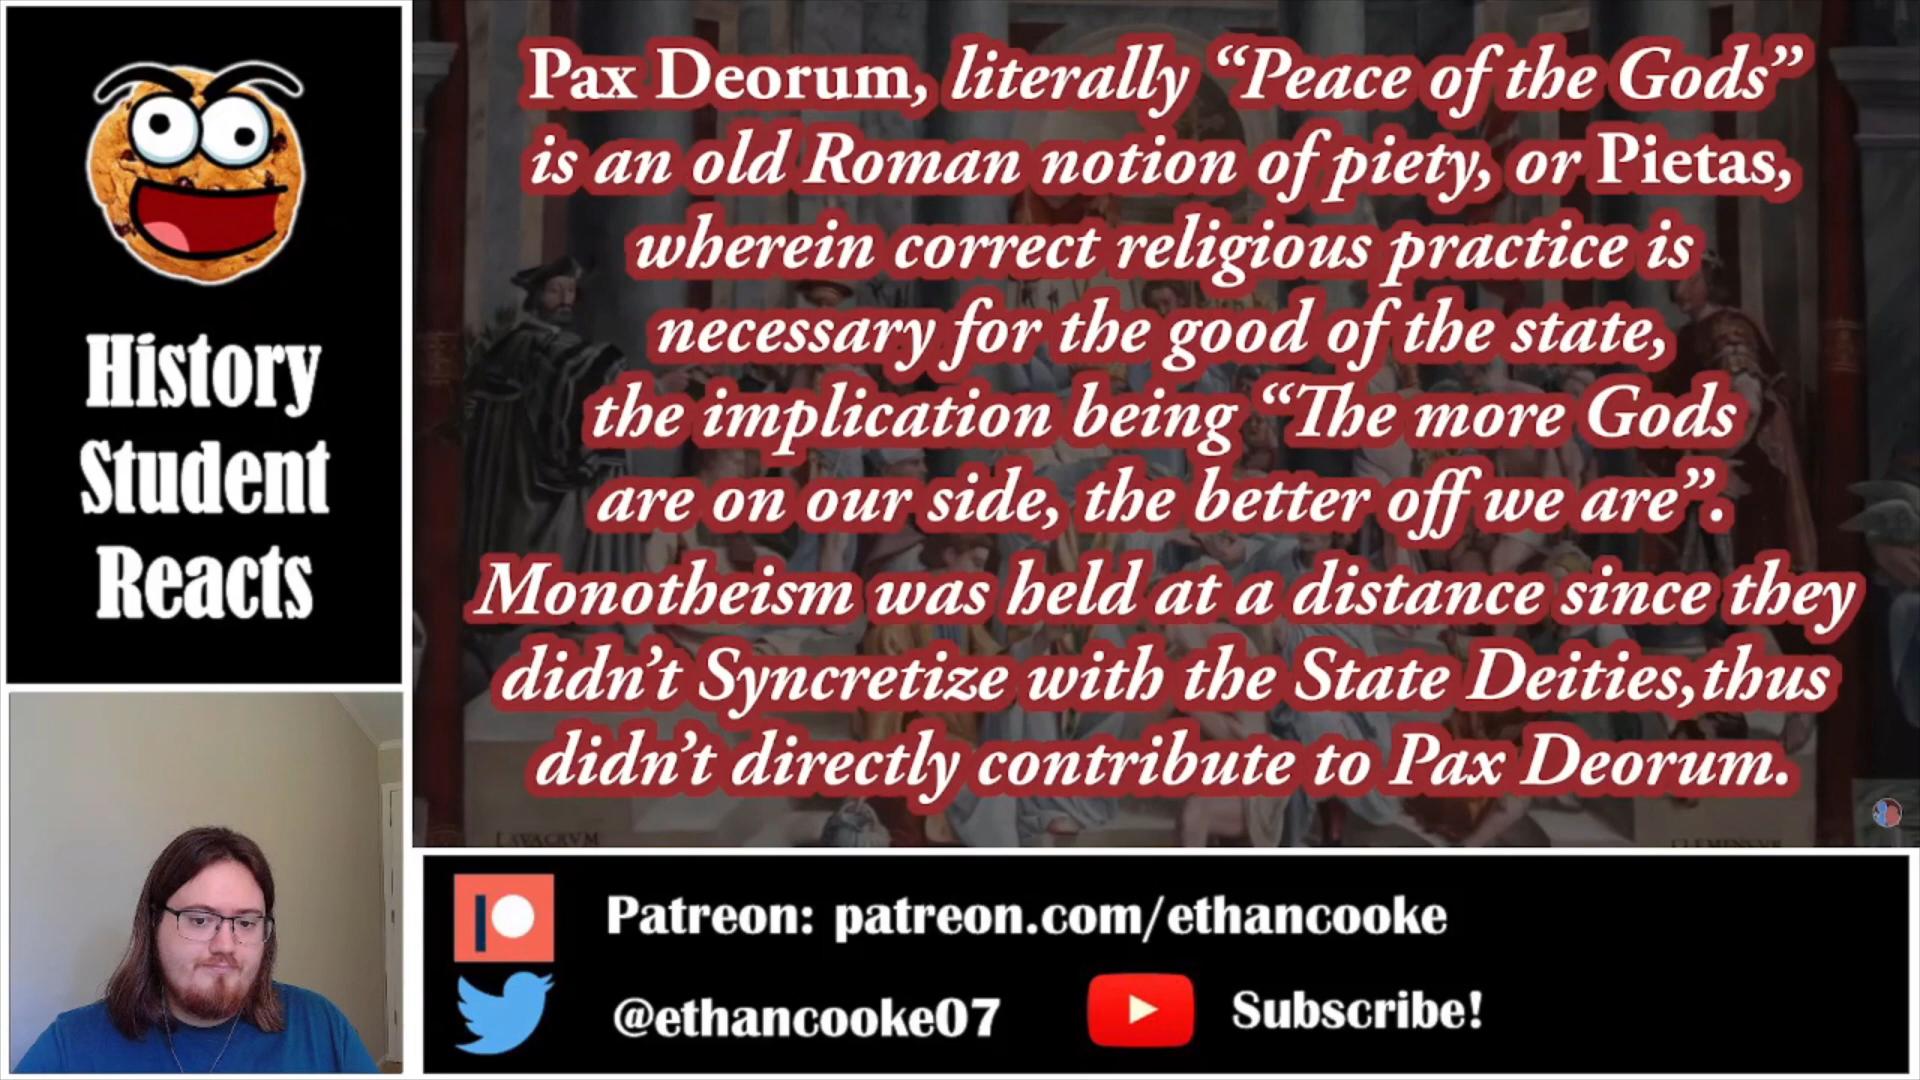 History
Student
Reacts
Pax Deorum, literally “Peace of the Gods”
is an old Roman notion of piety, or Pietas,
wherein correct religious practice is
necessary for the good of the state,
the implication being “The more Gods
are on our side, the better off we are”.
Monotheism was held at a distance since they
didn’t Syncretize with the State Deities,thus
didn’t directly contribute to Pax Deorum.
LAVACRVM
Patreon: patreon.com/ethancooke
@ethancooke07
Subscribe!